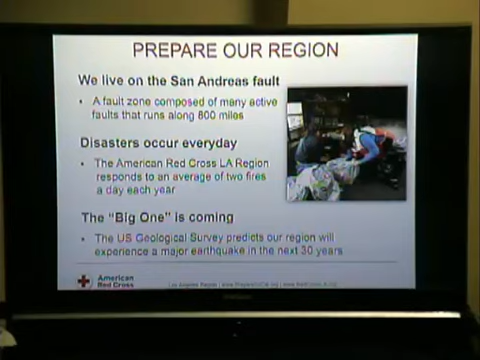 PREPARE OUR REGION
We live on the San Andreas fault
• A fault zone composed of many active
faults that runs along 800 miles
Disasters occur everyday
• The American Red Cross LA Region
responds to an average of two fires
a day each year
The "Big One" is coming
• The US Geological Survey predicts our region will
experience a major earthquake in the next 30 years
American
Red Cross
Los Angeles Region